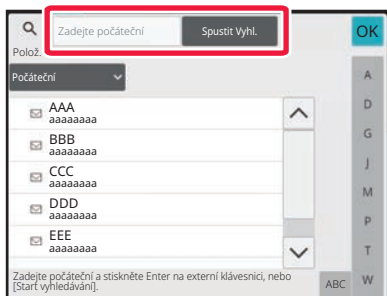 Zadejte počáteční Spustit Vyhl. OK
Polož.
Počáteční
AAA
aaaaaaaa
BBB
aaaaaaaa
CCC
aaaaaaaa
DDD
aaaaaaaa
EEE
aaaaaaaa
A
D
G
J
M
P
T
W
ABC
Zadejte počáteční a stiskněte Enter na externí klávesnici, nebo
[Start vyhledávání].